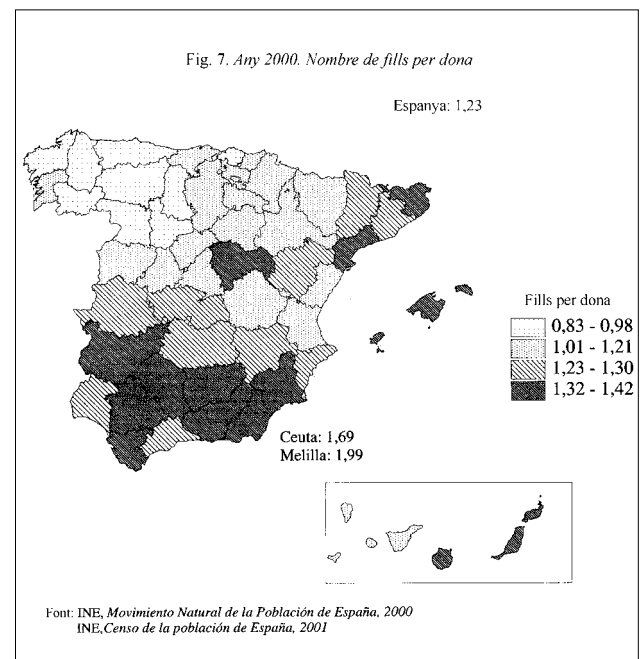 Fig. 7. Any 2000. Nombre de fills per dona
Espanya: 1,23
Fills per dona
0,83 - 0,98
1,01 - 1,21
1,23 - 1,30
1,32 - 1,42
Ceuta: 1,69
Melilla: 1,99
Font: INE, Movimiento Natural de la Población de España, 2000
INE,Censo de la población de España, 2001